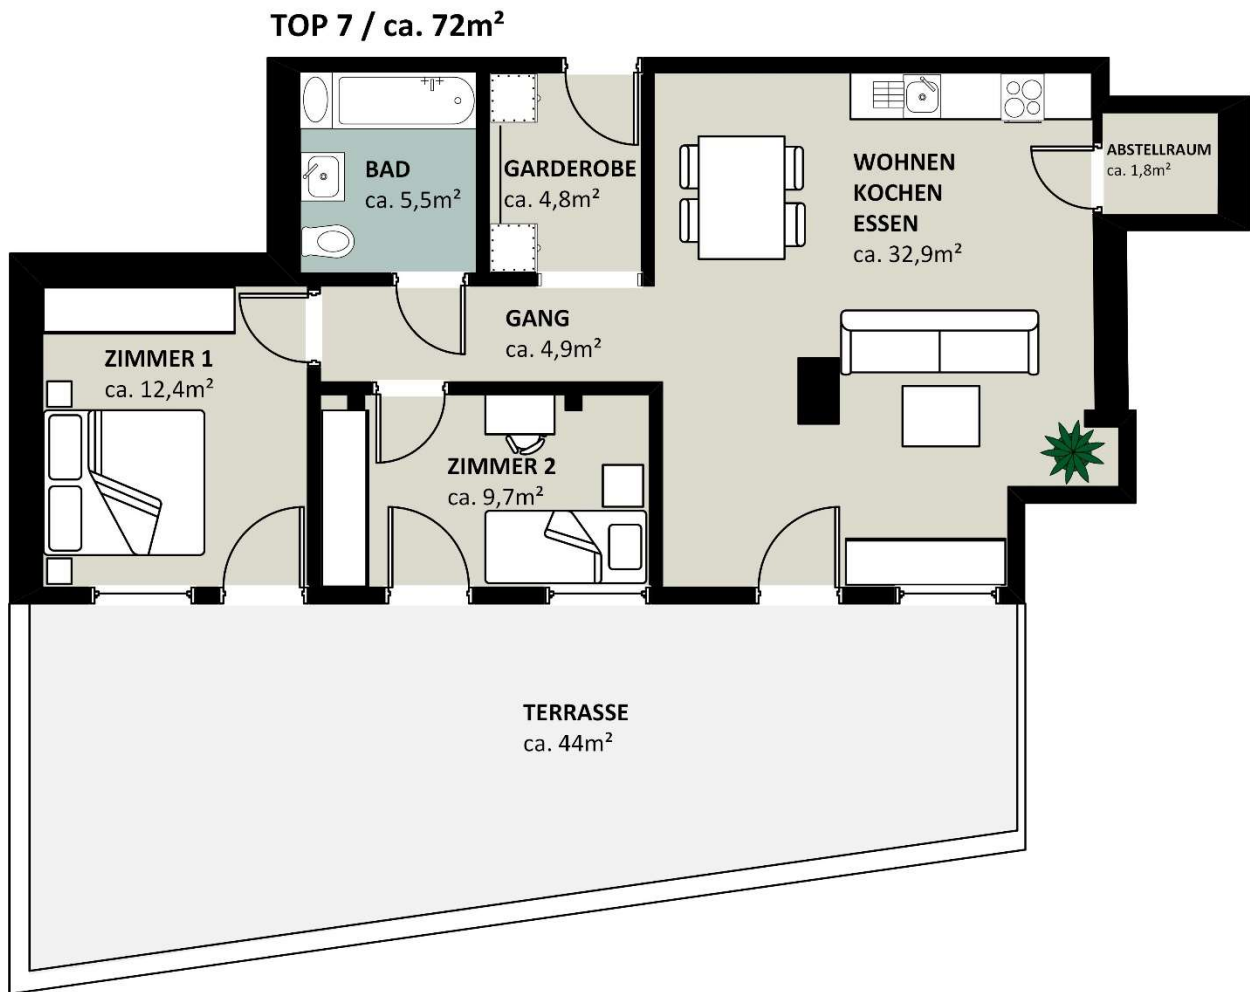 TOP 7 / ca. 72m²
BAD
ca. 5,5m²
GARDEROBE
ca. 4,8m²
WOHNEN
KOCHEN
ESSEN
ca. 32,9m²
ABSTELLRAUM
ca. 1,8m²
GANG
ca. 4,9m²
ZIMMER 1
ca. 12,4m²
ZIMMER 2
ca. 9,7m²
TERRASSE
ca. 44m²